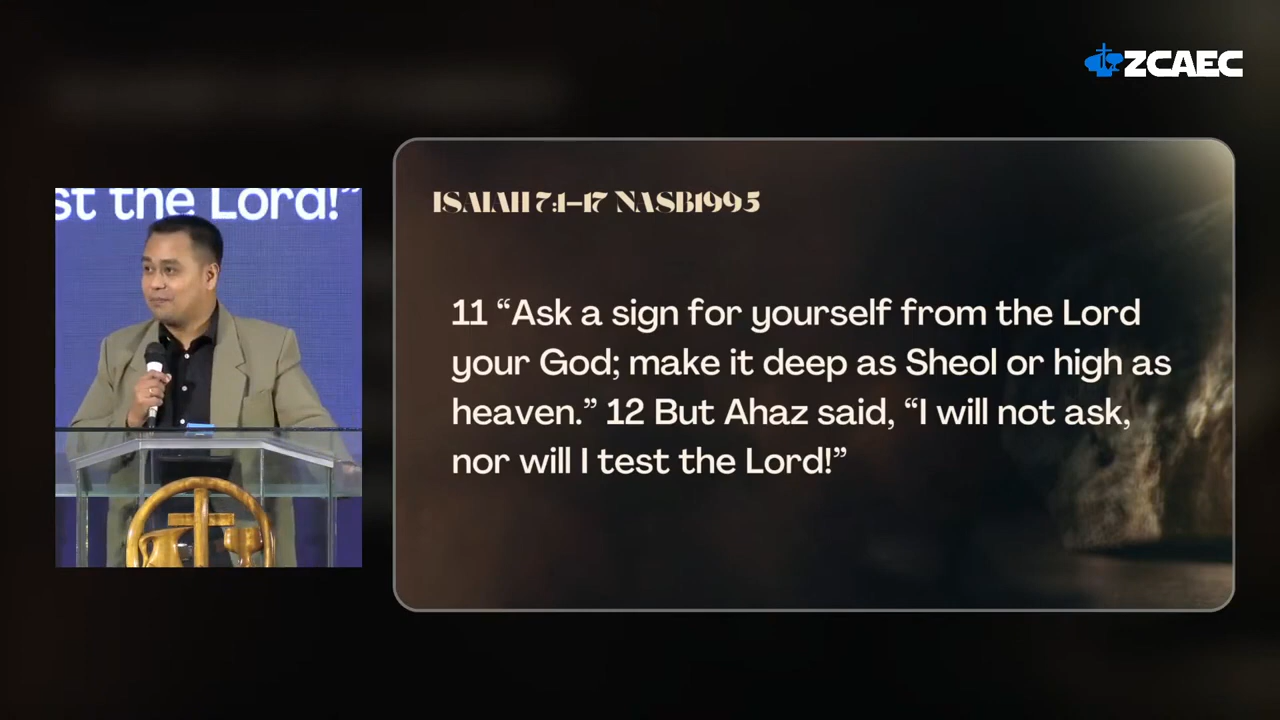 ZCAEC
st the Lord!”
ISAIAH 7:1–17 NASB1995
11 “Ask a sign for yourself from the Lord
your God; make it deep as Sheol or high as
heaven.” 12 But Ahaz said, “I will not ask,
nor will I test the Lord!”